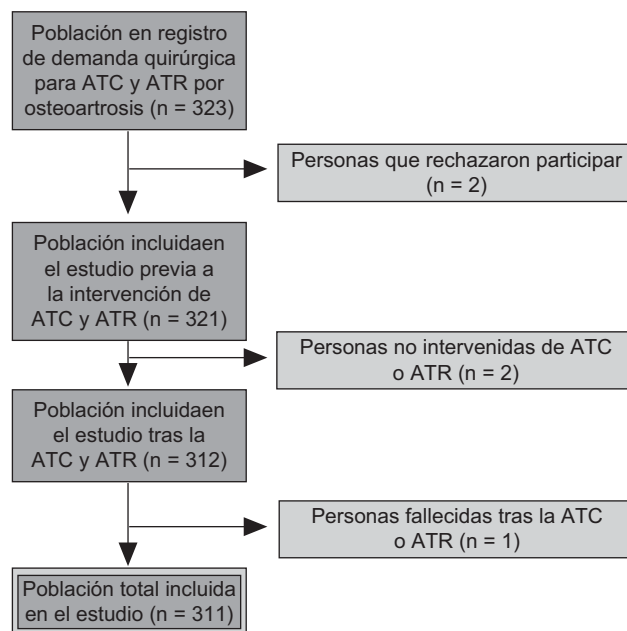 Población en registro
de demanda quirúrgica
para ATC y ATR por
osteoartrosis (n = 323)
Personas que rechazaron participar
(n = 2)
Población incluidaen
el estudio previa a
la intervención de
ATC y ATR (n = 321)
Personas no intervenidas de ATC
o ATR (n = 2)
Población incluidaen
el estudio tras la
ATC y ATR (n = 312)
Personas fallecidas tras la ATC
o ATR (n = 1)
Población total incluida
en el estudio (n = 311)